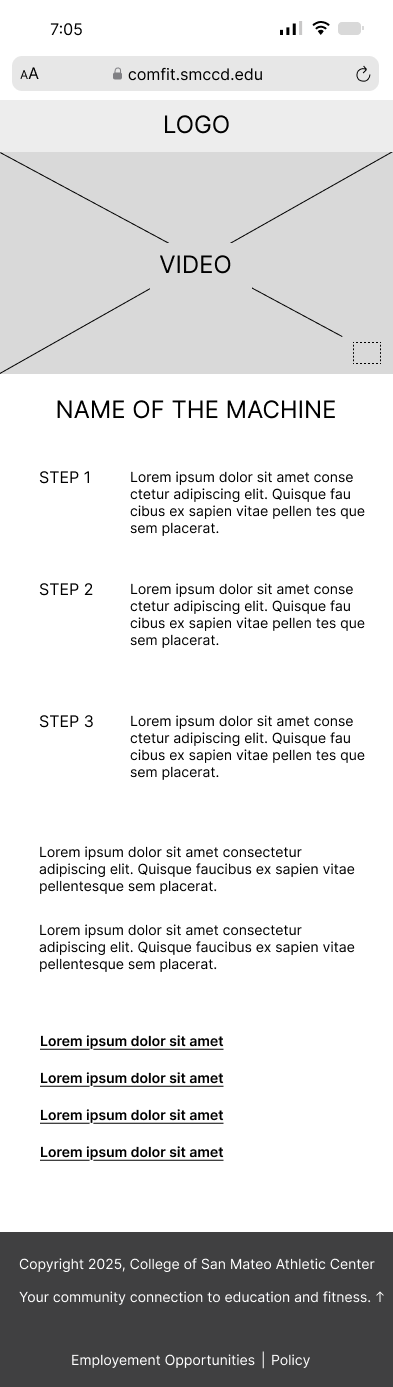 7:05
AA comfit.smccd.edu
LOGO
VIDEO
NAME OF THE MACHINE
STEP 1
Lorem ipsum dolor sit amet conse
ctetur adipiscing elit. Quisque fau
cibus ex sapien vitae pellen tes que
sem placerat.
STEP 2
Lorem ipsum dolor sit amet conse
ctetur adipiscing elit. Quisque fau
cibus ex sapien vitae pellen tes que
sem placerat.
STEP 3
Lorem ipsum dolor sit amet conse
ctetur adipiscing elit. Quisque fau
cibus ex sapien vitae pellen tes que
sem placerat.
Lorem ipsum dolor sit amet consectetur
adipiscing elit. Quisque faucibus ex sapien vitae
pellentesque sem placerat.
Lorem ipsum dolor sit amet consectetur
adipiscing elit. Quisque faucibus ex sapien vitae
pellentesque sem placerat.
Lorem ipsum dolor sit amet
Lorem ipsum dolor sit amet
Lorem ipsum dolor sit amet
Lorem ipsum dolor sit amet
Copyright 2025, College of San Mateo Athletic Center
Your community connection to education and fitness. ↑
Employement Opportunities | Policy